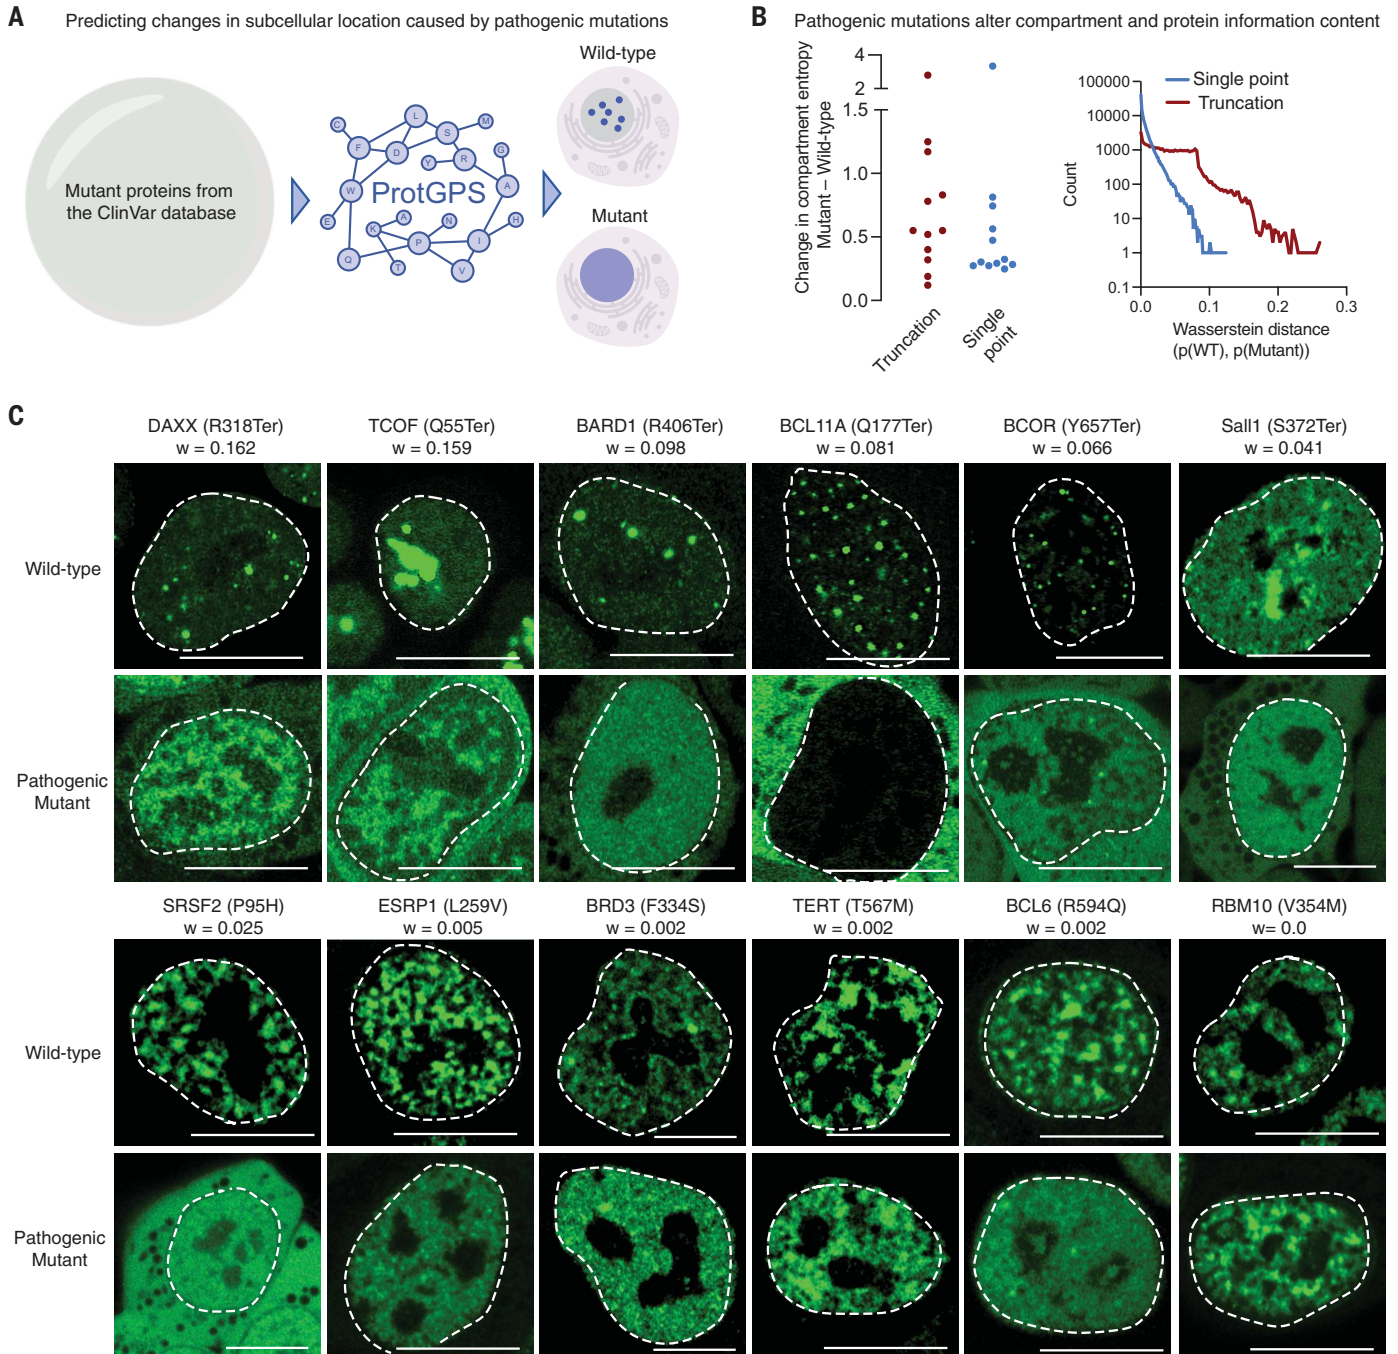 A Predicting changes in subcellular location caused by pathogenic mutations
Mutant proteins from
the ClinVar database
C
L
M
F
D
S
G
Y
R
W
ProtGPS
A
E
K
A
N
H
Q
P
I
T
V
Wild-type
Mutant
B Pathogenic mutations alter compartment and protein information content
Change in compartment entropy
Mutant – Wild-type
4
2
1.5
1.0
0.5
0.0
Truncation
Single
point
Count
100000
10000
1000
100
10
1
0.1
Single point
Truncation
0.0 0.1 0.2 0.3
Wasserstein distance
(p(WT), p(Mutant))
C
DAXX (R318Ter) TCOF (Q55Ter) BARD1 (R406Ter) BCL11A (Q177Ter) BCOR (Y657Ter) Sall1 (S372Ter)
w = 0.162 w = 0.159 w = 0.098 w = 0.081 w = 0.066 w = 0.041
Wild-type
Pathogenic
Mutant
SRSF2 (P95H) ESRP1 (L259V) BRD3 (F334S) TERT (T567M) BCL6 (R594Q) RBM10 (V354M)
w = 0.025 w = 0.005 w = 0.002 w = 0.002 w = 0.002 w= 0.0
Wild-type
Pathogenic
Mutant